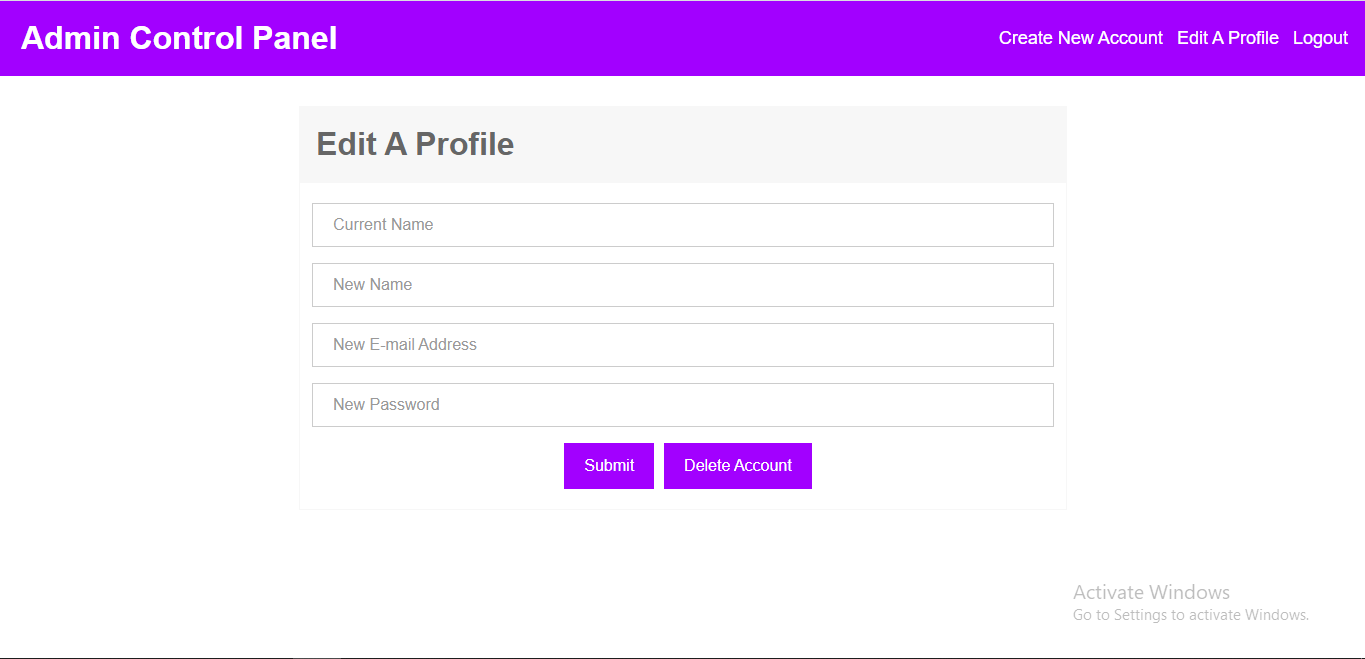 Admin Control Panel
Create New Account Edit A Profile Logout
Edit A Profile
Current Name
New Name
New E-mail Address
New Password
Submit Delete Account
Activate Windows
Go to Settings to activate Windows.